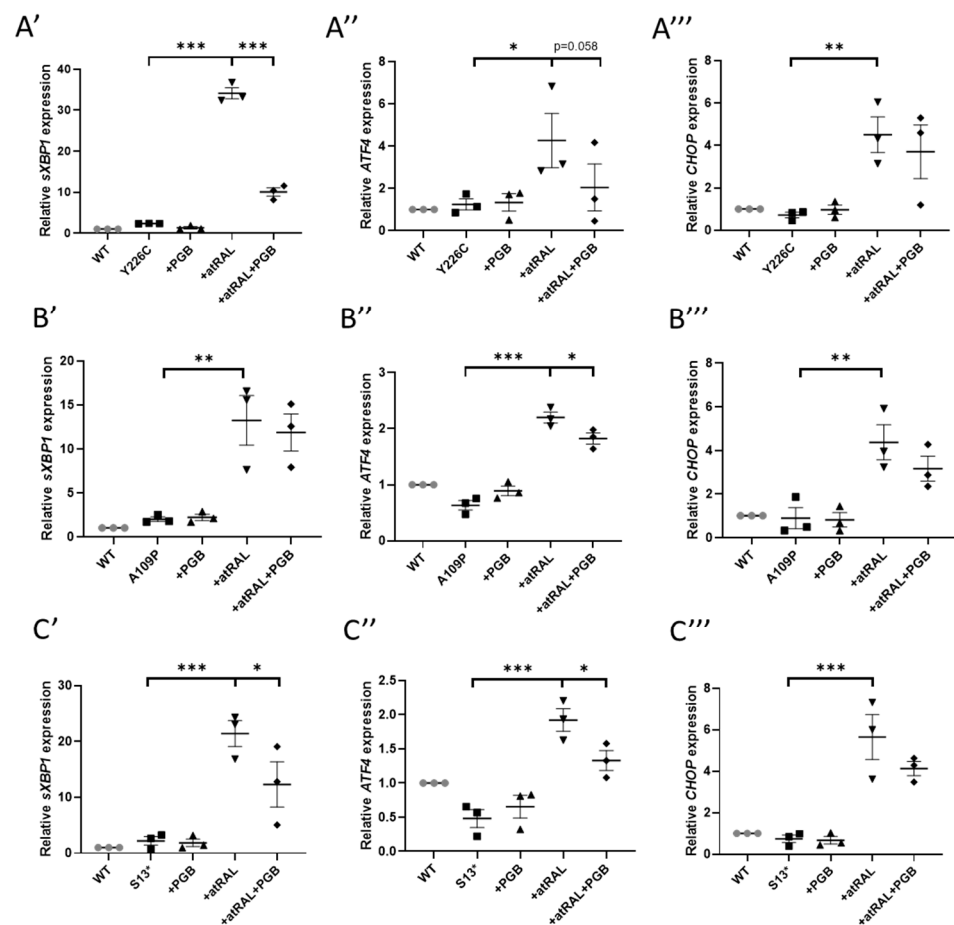 A′
***
***
Relative sXBP1 expression
40
30
20
10
0
WT
Y226C
+PGB
+atRAL
+atRAL+PGB
A′′
*
p=0.058
Relative ATF4 expression
8
6
4
2
0
WT
Y226C
+PGB
+atRAL
+atRAL+PGB
A′′′
**
Relative CHOP expression
8
6
4
2
0
WT
Y226C
+PGB
+atRAL
+atRAL+PGB
B′
**
Relative sXBP1 expression
20
15
10
5
0
WT
A109P
+PGB
+atRAL
+atRAL+PGB
B′′
***
*
Relative ATF4 expression
3
2
1
0
WT
A109P
+PGB
+atRAL
+atRAL+PGB
B′′′
**
Relative CHOP expression
8
6
4
2
0
WT
A109P
+PGB
+atRAL
+atRAL+PGB
C′
***
*
Relative sXBP1 expression
30
20
10
0
WT
S13*
+PGB
+atRAL
+atRAL+PGB
C′′
***
*
Relative ATF4 expression
2.5
2.0
1.5
1.0
0.5
0.0
WT
S13*
+PGB
+atRAL
+atRAL+PGB
C′′′
***
Relative CHOP expression
8
6
4
2
0
WT
S13*
+PGB
+atRAL
+atRAL+PGB